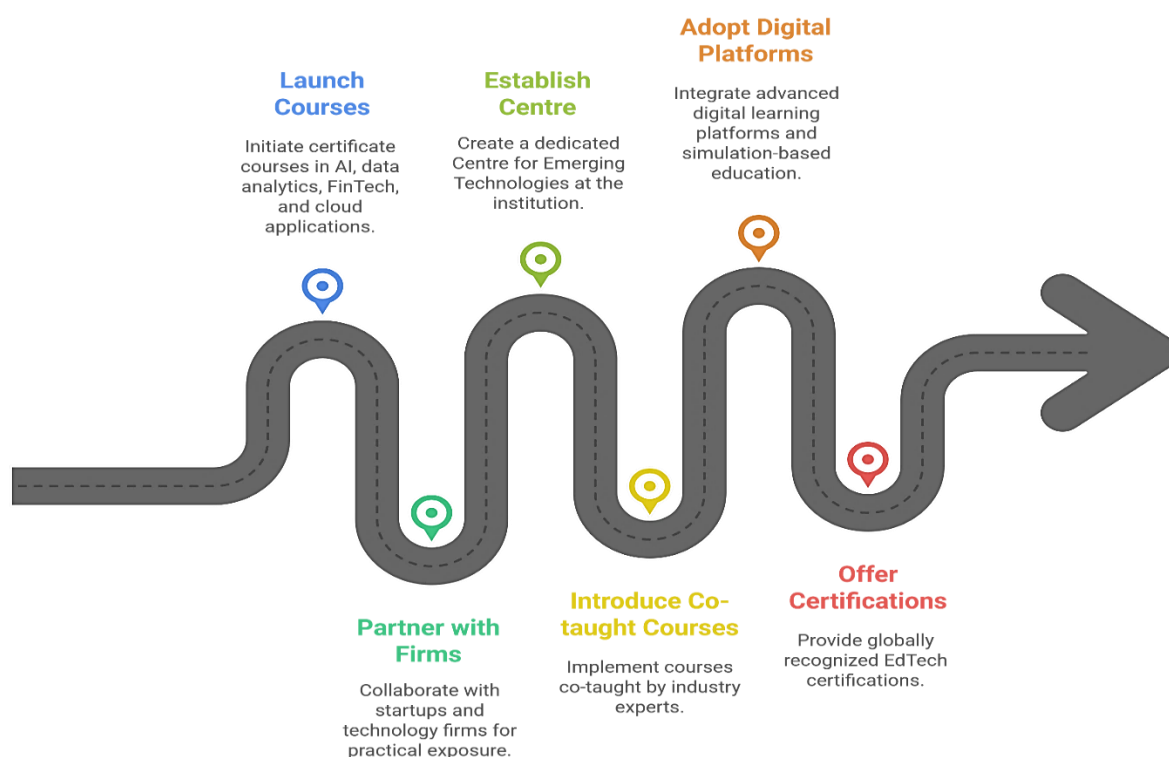 Launch
Courses
Initiate certificate
courses in AI, data
analytics, FinTech,
and cloud
applications.
Partner with
Firms
Collaborate with
startups and
technology firms for
practical exposure.
Establish
Centre
Create a dedicated
Centre for Emerging
Technologies at the
institution.
Introduce Co-
taught Courses
Implement courses
co-taught by industry
experts.
Adopt Digital
Platforms
Integrate advanced
digital learning
platforms and
simulation-based
education.
Offer
Certifications
Provide globally
recognized EdTech
certifications.